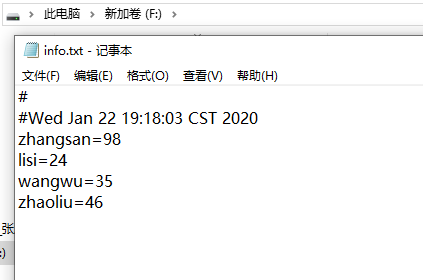 此电脑 > 新加卷 (F:) >
info.txt - 记事本
文件(F) 编辑(E) 格式(O) 查看(V) 帮助(H)
#
#Wed Jan 22 19:18:03 CST 2020
zhangsan=98
lisi=24
wangwu=35
zhaoliu=46
张
:)